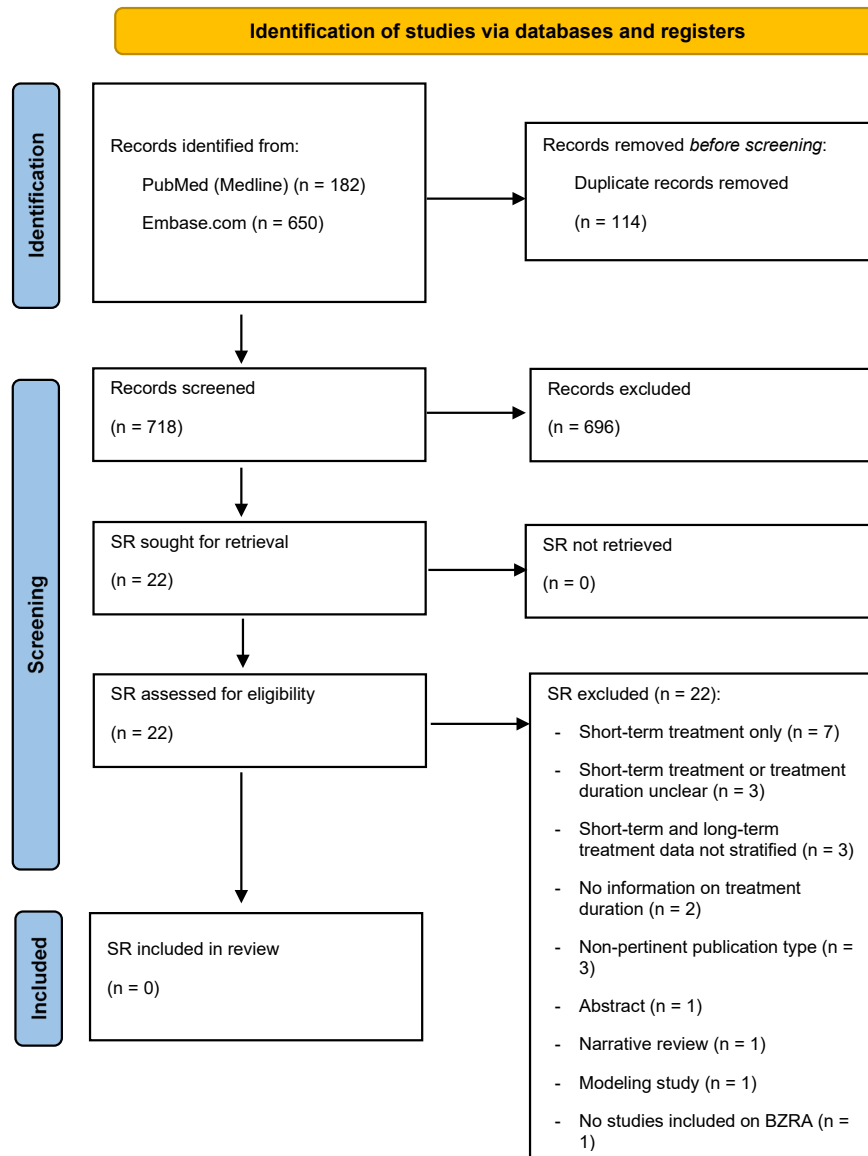 Identification of studies via databases and registers
Identification
Records identified from:
PubMed (Medline) (n = 182)
Embase.com (n = 650)
Records removed before screening:
Duplicate records removed
(n = 114)
Screening
Records screened
(n = 718)
Records excluded
(n = 696)
SR sought for retrieval
(n = 22)
SR not retrieved
(n = 0)
SR assessed for eligibility
(n = 22)
SR excluded (n = 22):
- Short-term treatment only (n = 7)
- Short-term treatment or treatment
duration unclear (n = 3)
- Short-term and long-term
treatment data not stratified (n = 3)
- No information on treatment
duration (n = 2)
- Non-pertinent publication type (n =
3)
- Abstract (n = 1)
- Narrative review (n = 1)
- Modeling study (n = 1)
- No studies included on BZRA (n =
1)
Included
SR included in review
(n = 0)